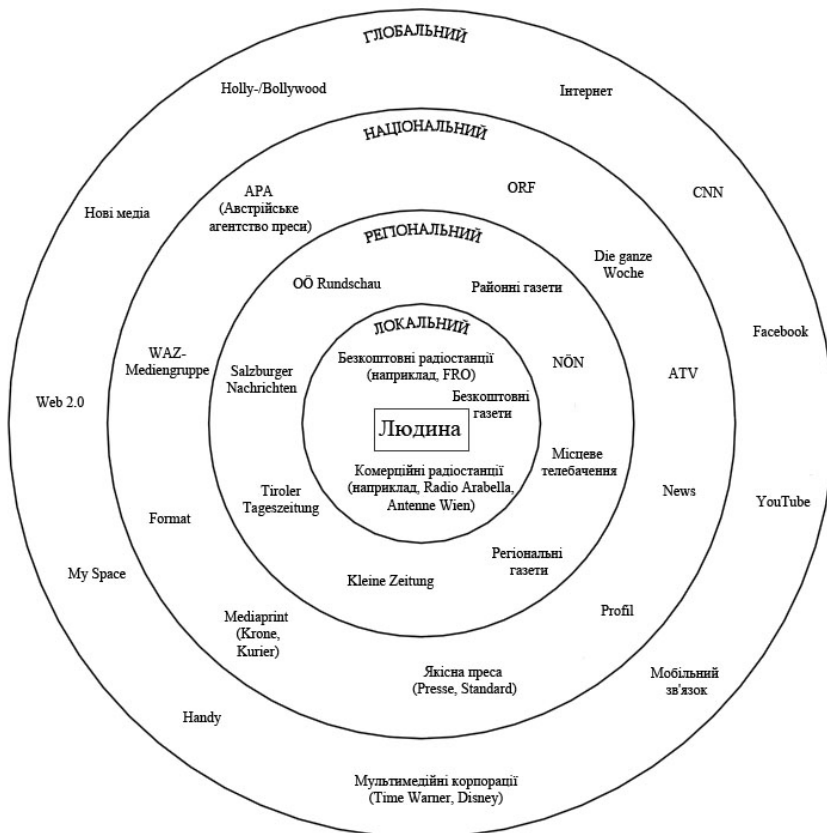 ГЛОБАЛЬНИЙ
Holly-/Bollywood
Інтернет
НАЦІОНАЛЬНИЙ
APA
(Австрійське
агентство преси)
ORF
CNN
Нові медіа
РЕГІОНАЛЬНИЙ
Die ganze
Woche
OÖ Rundschau
Районні газети
ЛОКАЛЬНИЙ
Facebook
WAZ-
Mediengruppe
Salzburger
Nachrichten
Безкоштовні радіостанції
(наприклад, FRO)
NÖN
ATV
Web 2.0
Безкоштовні
газети
Людина
Місцеве
телебачення
Комерційні радіостанції
(наприклад, Radio Arabella,
Antenne Wien)
Tiroler
Tageszeitung
News
YouTube
Format
My Space
Kleine Zeitung
Регіональні
газети
Mediaprint
(Krone,
Kurier)
Profil
Якісна преса
(Presse, Standard)
Мобільний
зв'язок
Handy
Мультимедійні корпорації
(Time Warner, Disney)